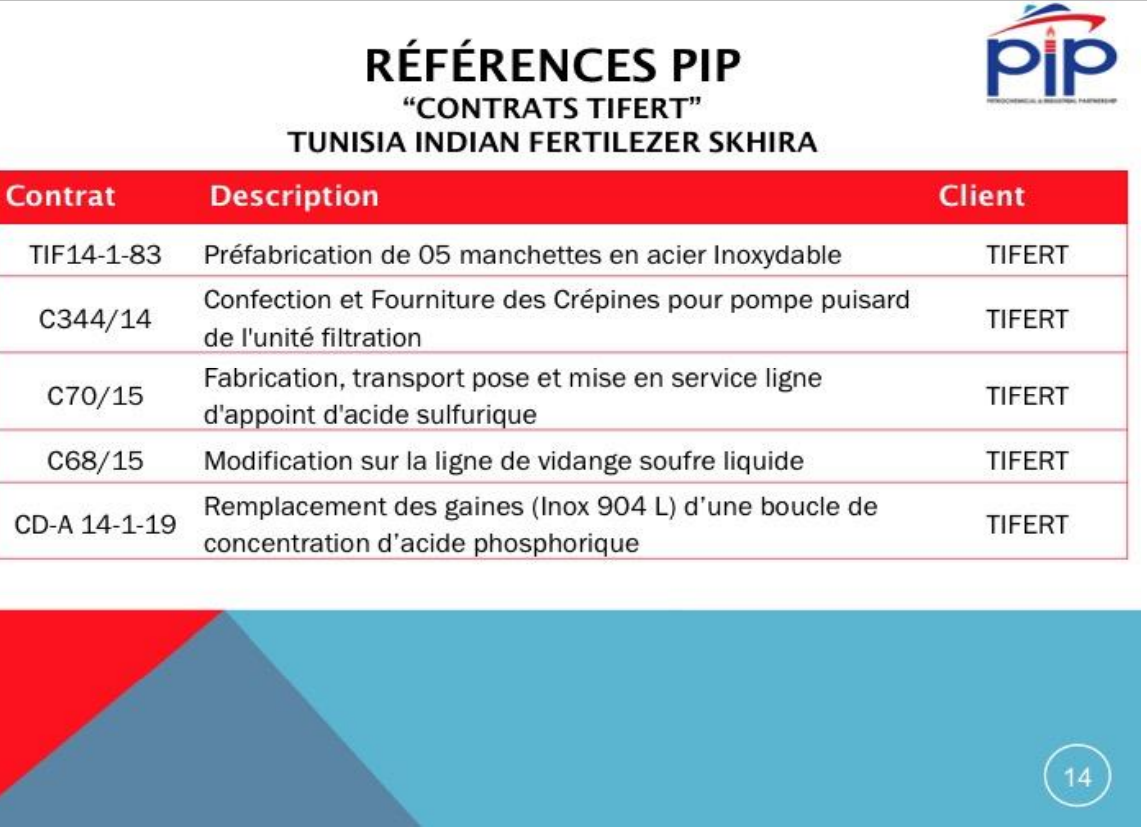 RÉFÉRENCES PIP
“CONTRATS TIFERT”
TUNISIA INDIAN FERTILEZER SKHIRA
pip
PETROCHEMICAL & INDUSTRIAL PARTNERSHIP
Contrat Description Client
TIF14-1-83 Préfabrication de 05 manchettes en acier Inoxydable TIFERT
C344/14 Confection et Fourniture des Crépines pour pompe puisard
de l'unité filtration TIFERT
C70/15 Fabrication, transport pose et mise en service ligne
d'appoint d'acide sulfurique TIFERT
C68/15 Modification sur la ligne de vidange soufre liquide TIFERT
CD-A 14-1-19 Remplacement des gaines (Inox 904 L) d’une boucle de
concentration d’acide phosphorique TIFERT
14